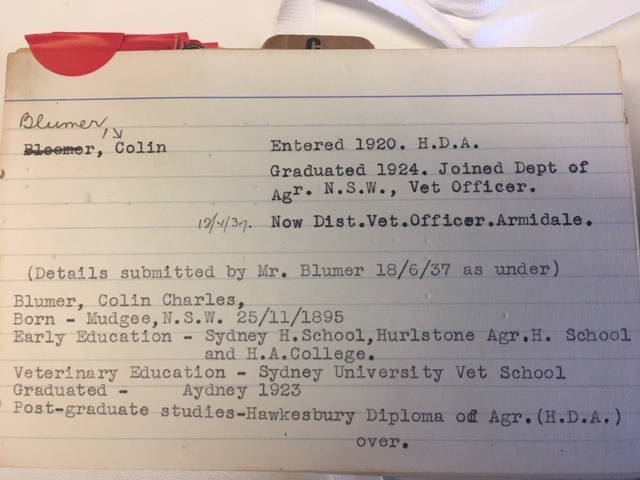 C
Blumer,
Bloomer, Colin Entered 1920. H.D.A.
Graduated 1924. Joined Dept of
Agr. N.S.W., Vet Officer.
12/4/37. Now Dist.Vet.Officer.Armidale.
(Details submitted by Mr. Blumer 18/6/37 as under)
Blumer, Colin Charles,
Born - Mudgee,N.S.W. 25/11/1895
Early Education - Sydney H.School,Hurlstone Agr.H. School
and H.A.College.
Veterinary Education - Sydney University Vet School
Graduated - Aydney 1923
Post-graduate studies-Hawkesbury Diploma of Agr.(H.D.A.)
over.